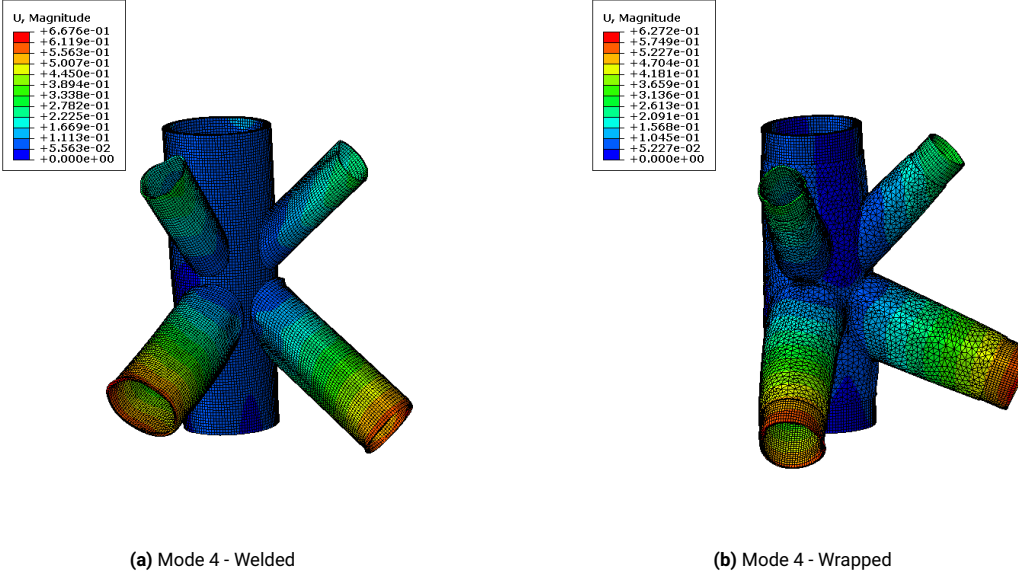 U, Magnitude
+6.676e-01
+6.119e-01
+5.563e-01
+5.007e-01
+4.450e-01
+3.894e-01
+3.338e-01
+2.782e-01
+2.225e-01
+1.669e-01
+1.113e-01
+5.563e-02
+0.000e+00
U, Magnitude
+6.272e-01
+5.749e-01
+5.227e-01
+4.704e-01
+4.181e-01
+3.659e-01
+3.136e-01
+2.613e-01
+2.091e-01
+1.568e-01
+1.045e-01
+5.227e-02
+0.000e+00
(a) Mode 4 - Welded
(b) Mode 4 - Wrapped